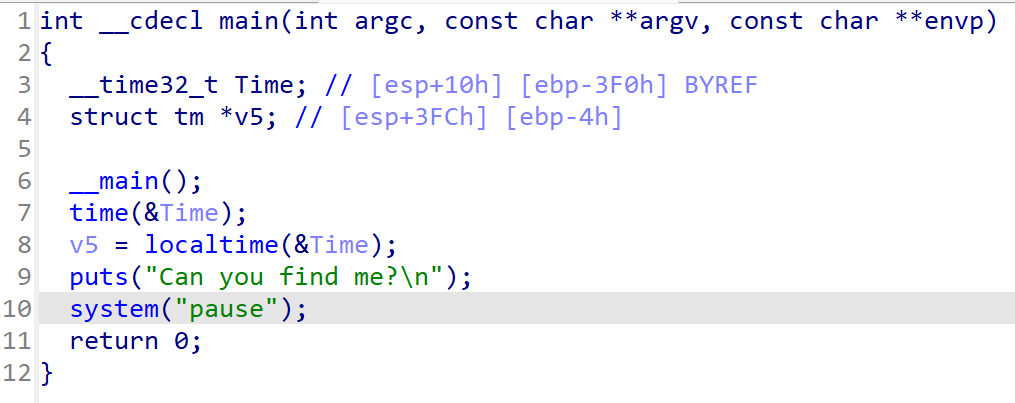 1 int __cdecl main(int argc, const char **argv, const char **envp)
2 {
3   __time32_t Time; // [esp+10h] [ebp-3F0h] BYREF
4   struct tm *v5; // [esp+3FCh] [ebp-4h]
5
6   __main();
7   time(&Time);
8   v5 = localtime(&Time);
9   puts("Can you find me?\n");
10   system("pause");
11   return 0;
12 }